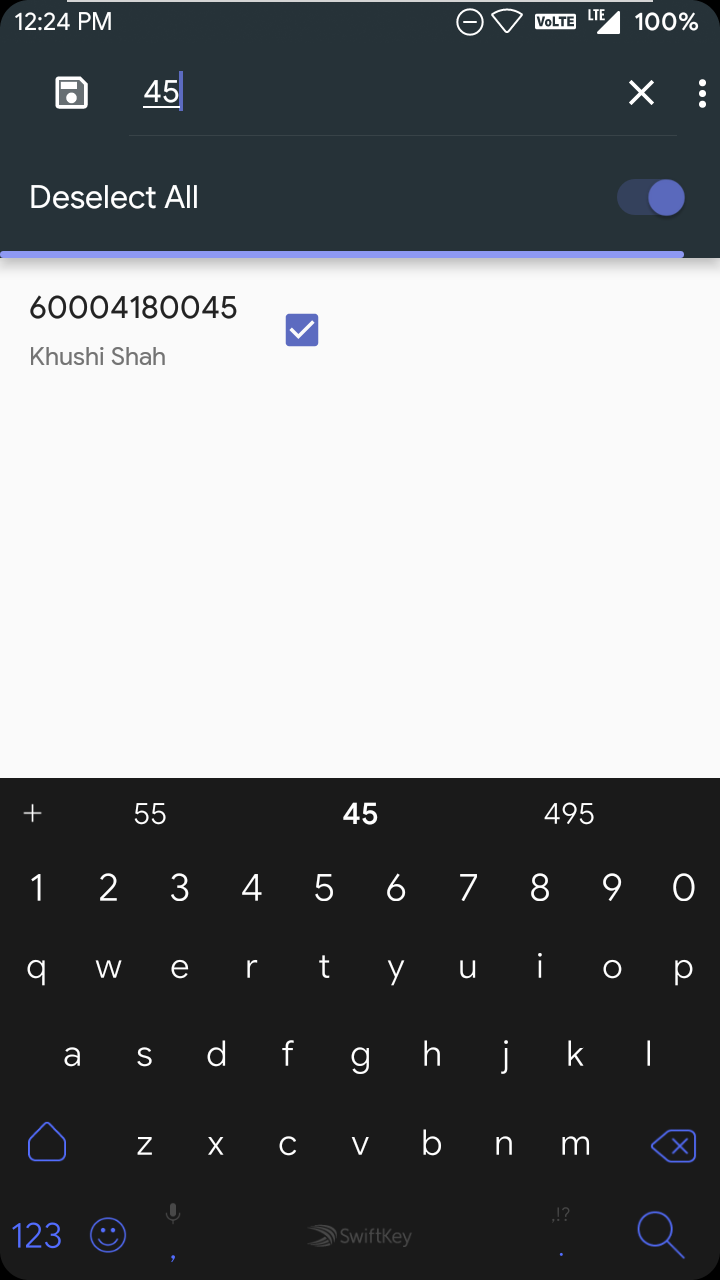 12:24 PM VoLTE LTE 100%
45
Deselect All
60004180045
Khushi Shah
+ 55 45 495
1 2 3 4 5 6 7 8 9 0
q w e r t y u i o p
a s d f g h j k l
z x c v b n m
,!?
123 , SwiftKey .